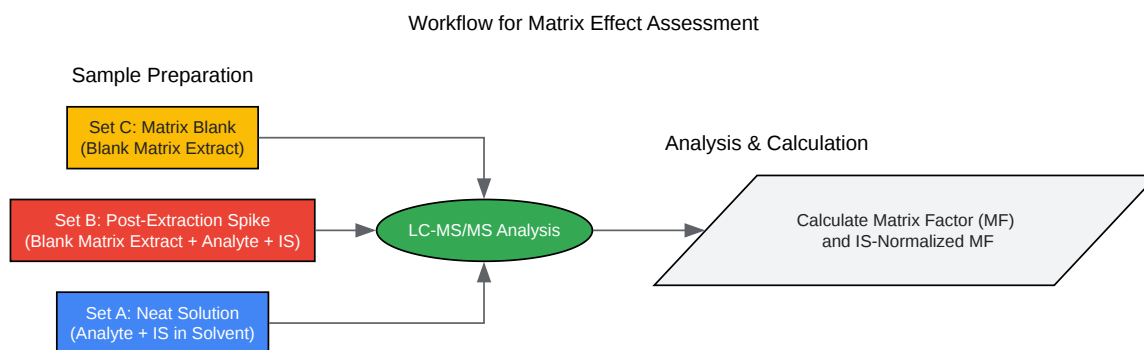 Workflow for Matrix Effect Assessment
Sample Preparation
Set C: Matrix Blank
(Blank Matrix Extract)
Set B: Post-Extraction Spike
(Blank Matrix Extract + Analyte + IS)
Set A: Neat Solution
(Analyte + IS in Solvent)
LC-MS/MS Analysis
Analysis & Calculation
Calculate Matrix Factor (MF)
and IS-Normalized MF